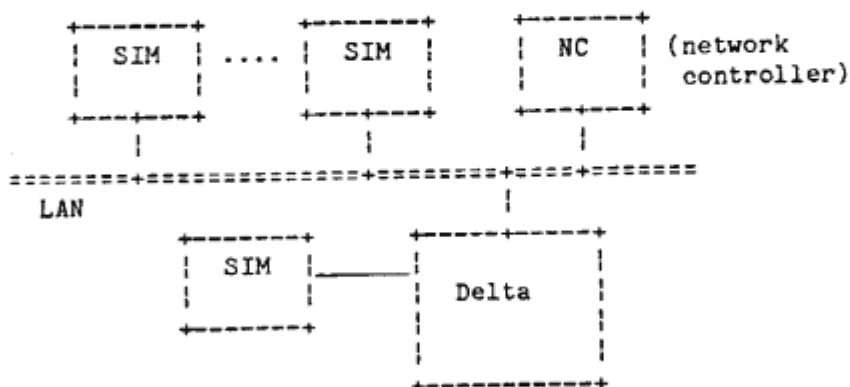 SIM .... SIM NC (network
controller)
LAN
SIM
Delta